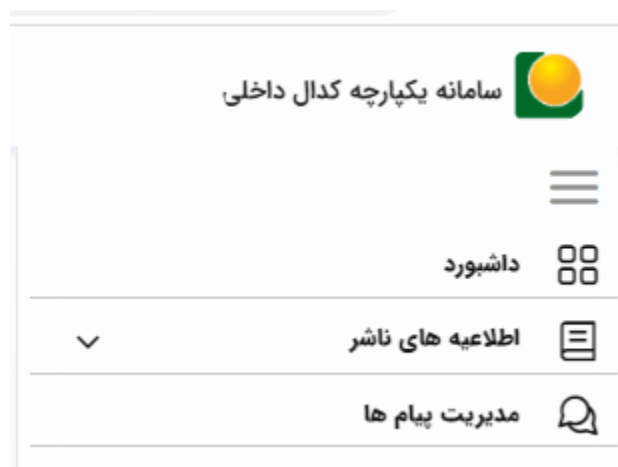 سامانه یکپارچه کدال داخلی
داشبورد
اطلاعیه های ناشر
مدیریت پیام ها